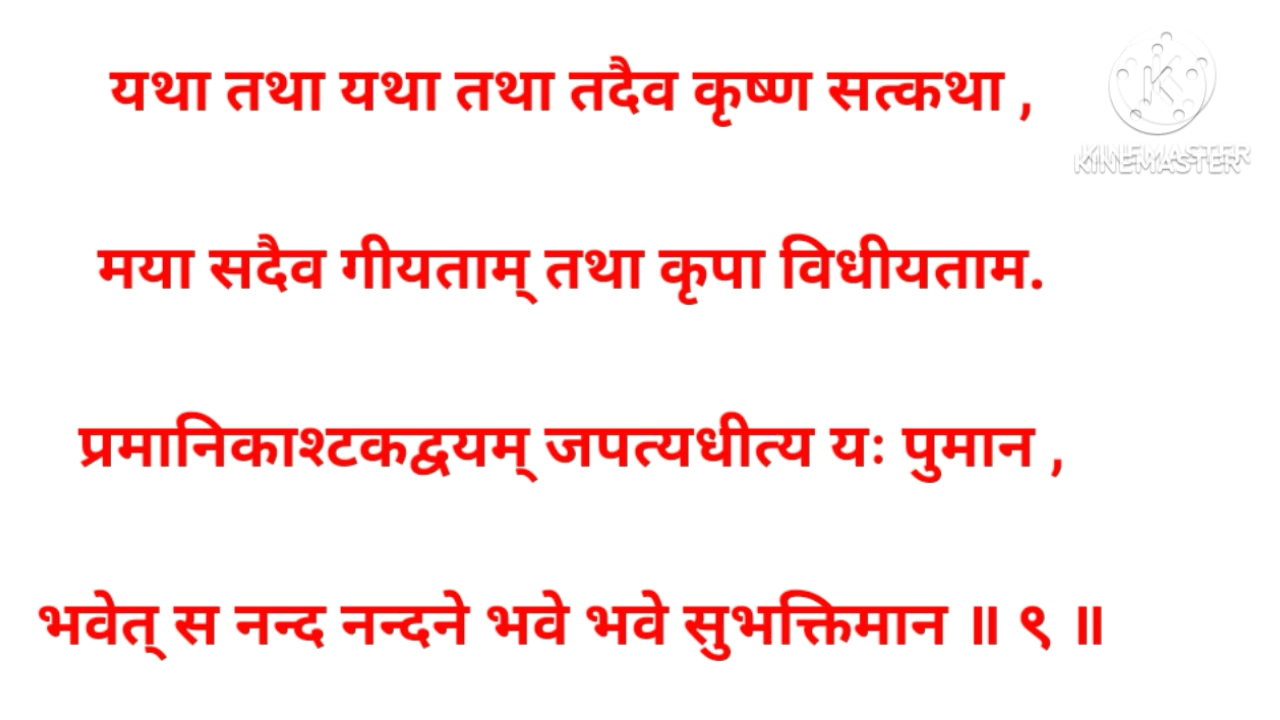 यथा तथा यथा तथा तदैव कृष्ण सत्कथा ,
KINEMASTER
मया सदैव गीयताम् तथा कृपा विधीयताम.
प्रमानिकाश्टकद्वयम् जपत्यधीत्य यः पुमान ,
भवेत् स नन्द नन्दने भवे भवे सुभक्तिमान ॥ ९ ॥